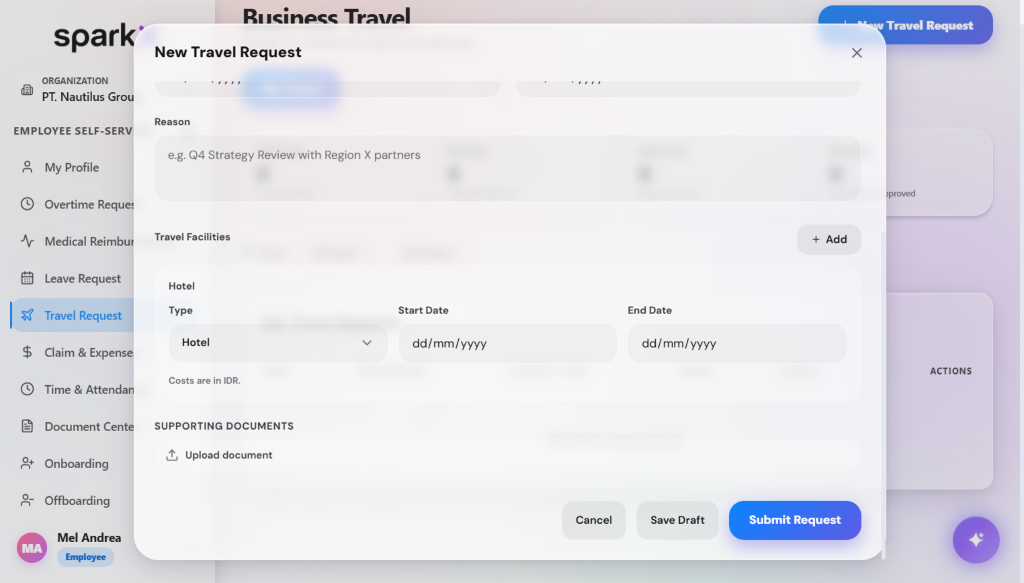 spark
Business Travel
New Travel Request
New Travel Request
ORGANIZATION
PT. Nautilus Grou
EMPLOYEE SELF-SERV
My Profile
Overtime Reques
Medical Reimbur
Leave Request
Travel Request
Claim & Expense
Time & Attendan
Document Cente
Onboarding
Offboarding
MA
Mel Andrea
Employee
Reason
e.g. Q4 Strategy Review with Region X partners
pproved
Travel Facilities
+ Add
Hotel
Type
Start Date
End Date
Hotel
dd/mm/yyyy
dd/mm/yyyy
Costs are in IDR.
ACTIONS
SUPPORTING DOCUMENTS
Upload document
Cancel
Save Draft
Submit Request